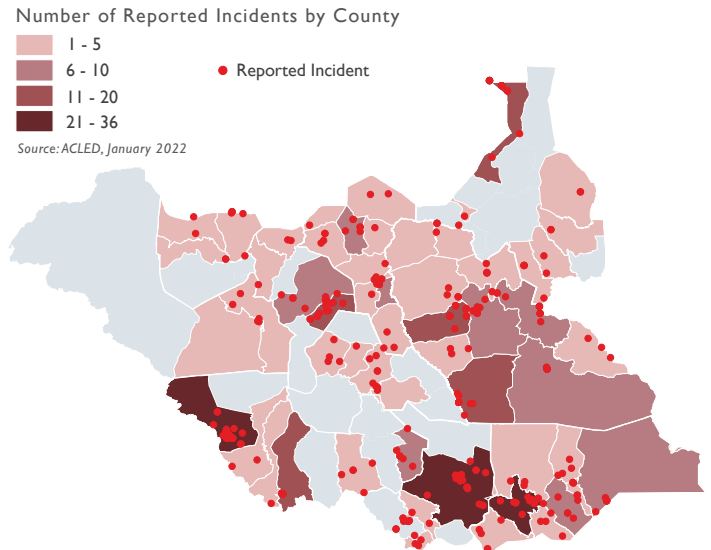 Number of Reported Incidents by County
1 - 5
6 - 10
Reported Incident
11 - 20
21 - 36
Source: ACLED, January 2022